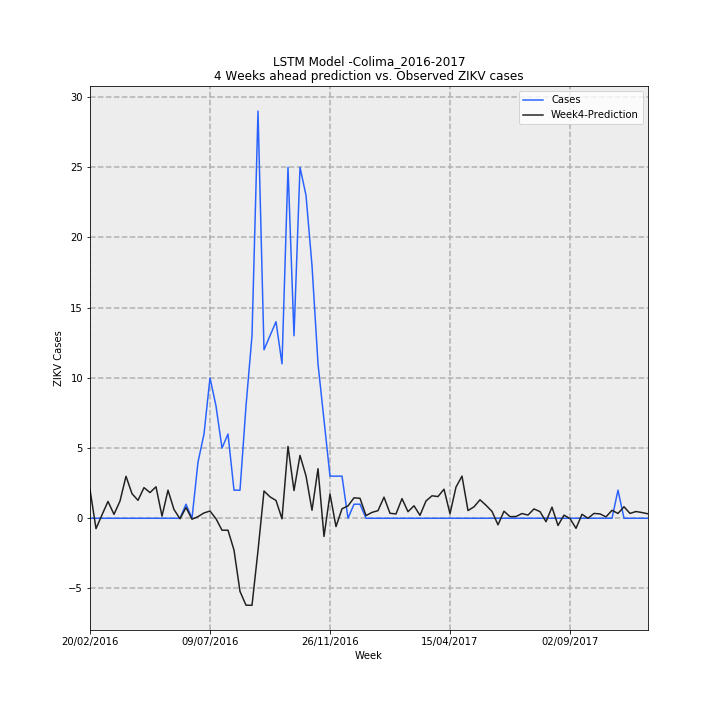 LSTM Model -Colima_2016-2017
4 Weeks ahead prediction vs. Observed ZIKV cases
Cases
Week4-Prediction
30
25
20
15
10
5
0
−5
ZIKV Cases
20/02/2016
09/07/2016
26/11/2016
15/04/2017
02/09/2017
Week